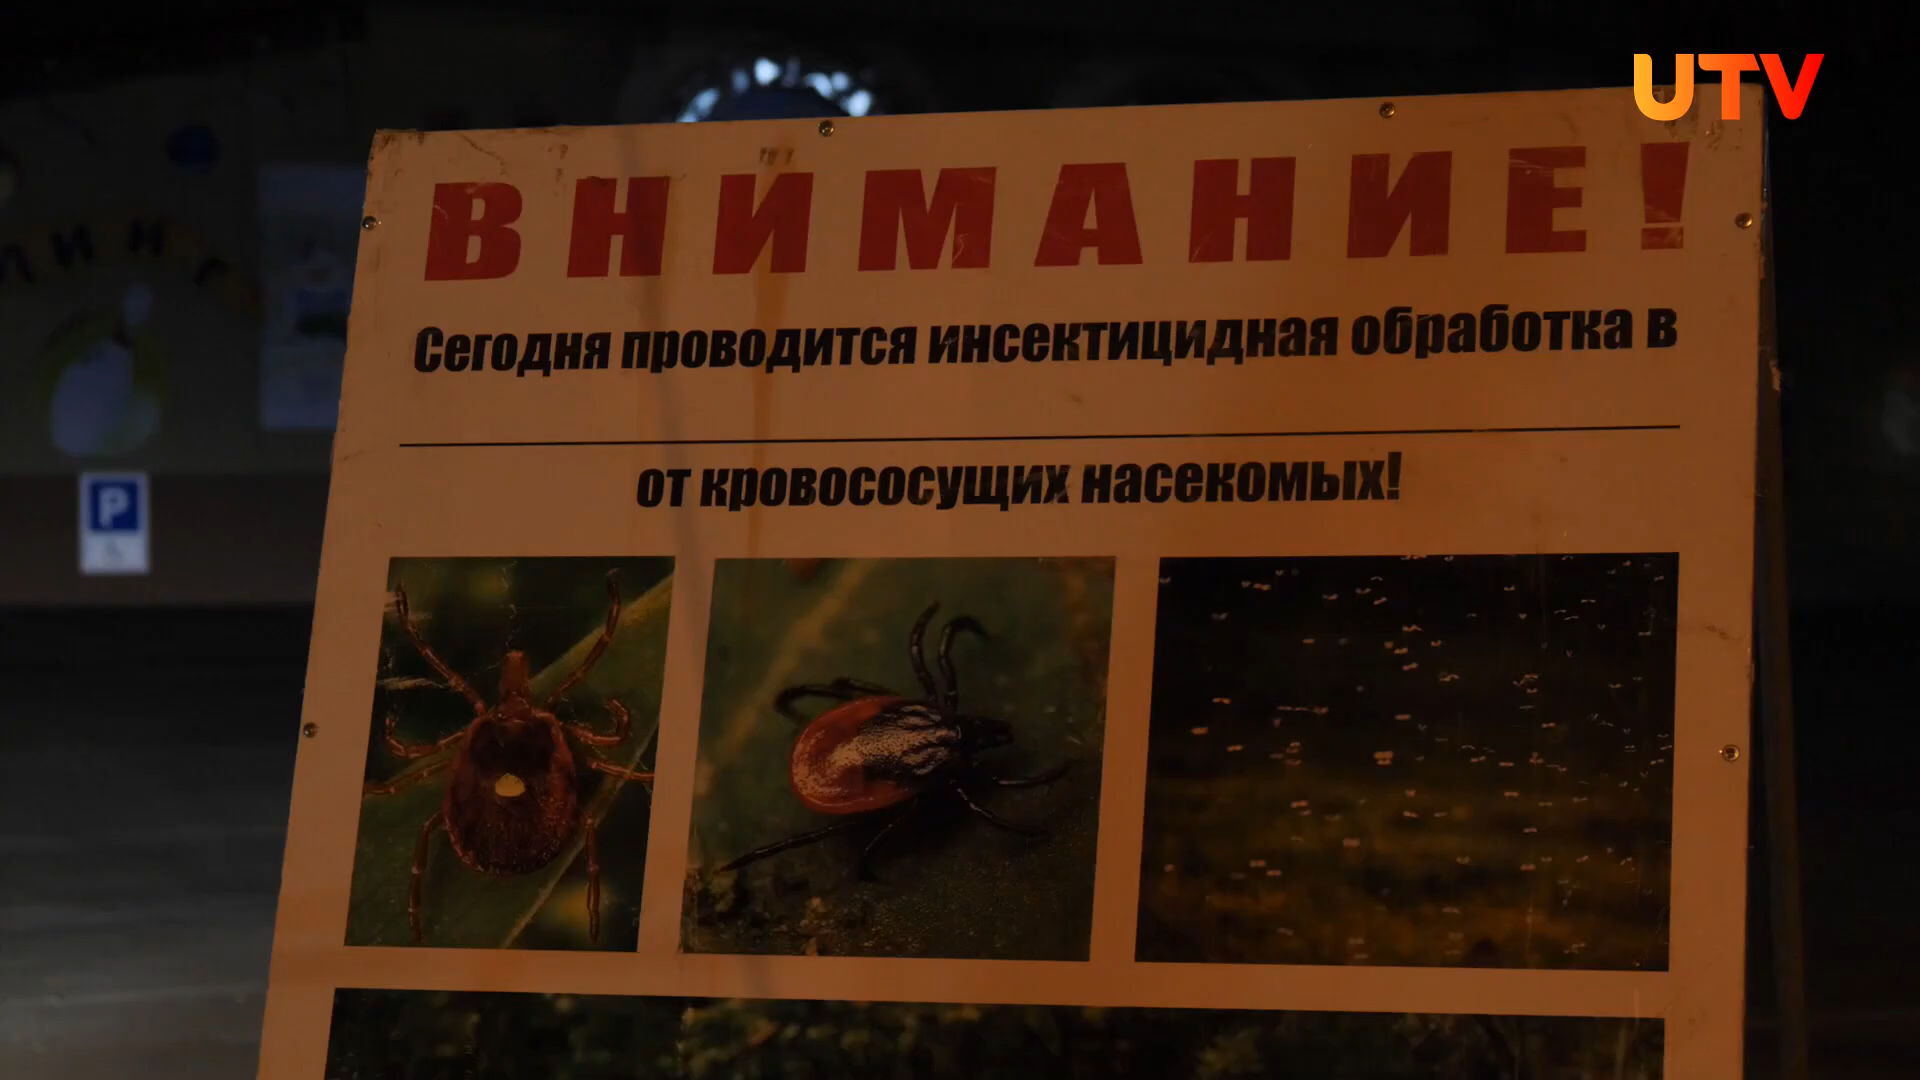 UTV
ВНИМАНИЕ!
Сегодня проводится инсектицидная обработка в
от кровососущих насекомых!
P